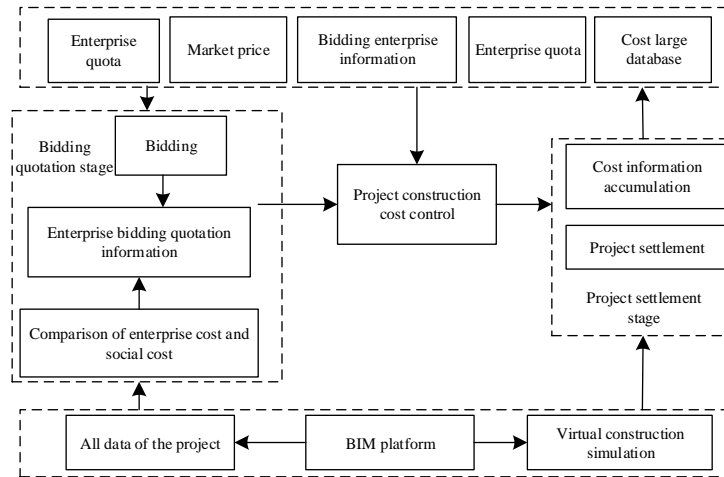 Enterprise
quota
Market price
Bidding enterprise
information
Enterprise quota
Cost large
database
Bidding
quotation stage
Bidding
Enterprise bidding quotation
information
Comparison of enterprise cost and
social cost
Project construction
cost control
Cost information
accumulation
Project settlement
Project settlement
stage
All data of the project
BIM platform
Virtual construction
simulation